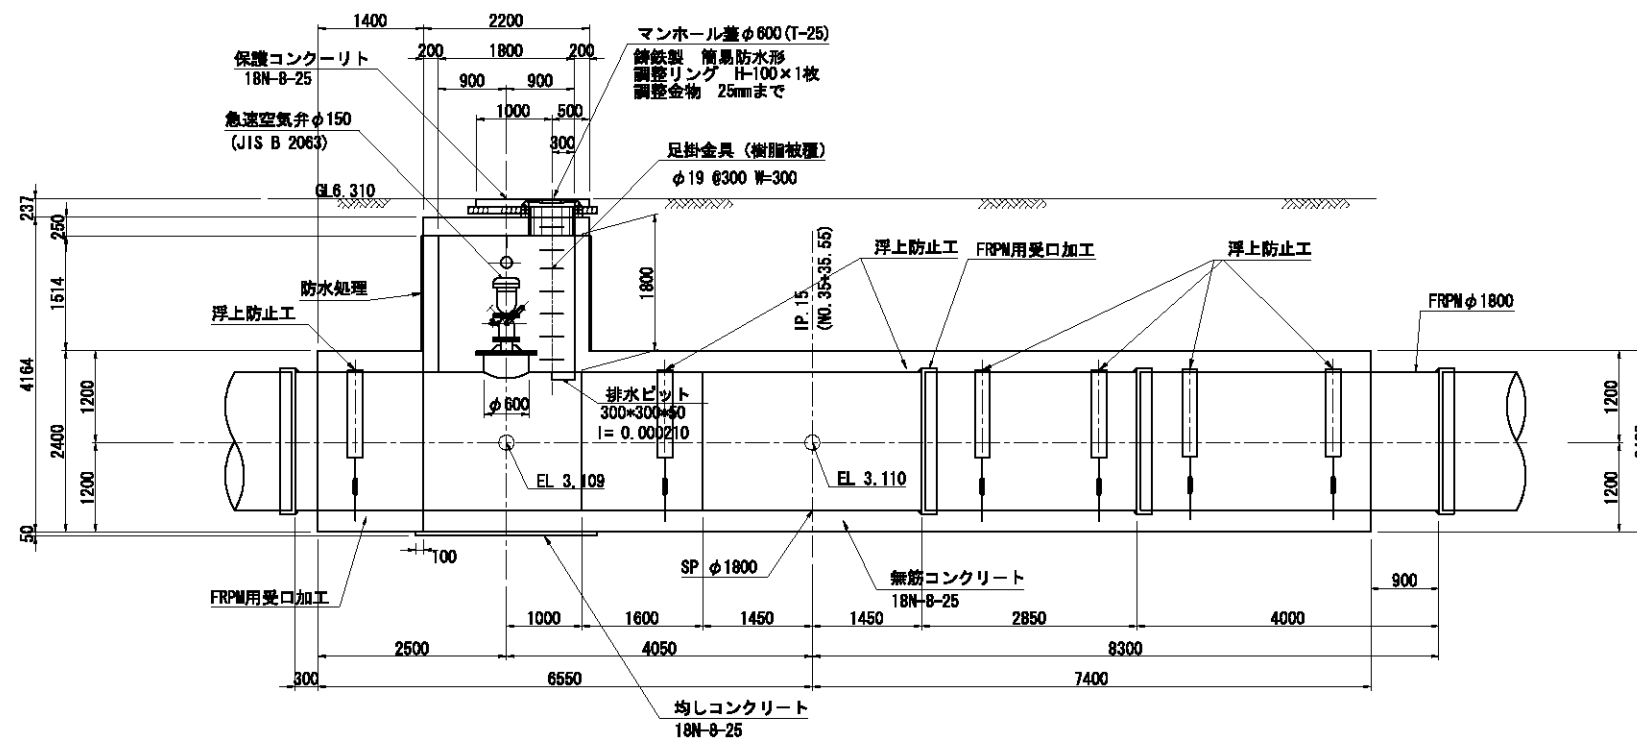 1400
2200
マンホール蓋φ600(T-25)
保護コンクーリト
18N-8-25
200
1800
200
鋳鉄製 簡易防水形
調整リング H-100×1枚
調整金物 25mmまで
900
900
急速空気弁φ150
(JIS B 2063)
1000
500
300
足掛金具(樹脂被覆)
φ19 @300 W=300
GL6.310
237
250
1514
4164
50
防水処理
浮上防止工
1800
IP.15
(NO.35+35.55)
浮上防止工
FRPM用受口加工
浮上防止工
FRPMφ1800
1200
2400
1200
φ600
排水ピット
300*300*50
I= 0.000210
EL 3.109
EL 3.110
1200
1200
100
FRPM用受口加工
SP φ1800
無筋コンクリート
18N-8-25
900
1000
1600
1450
1450
2850
4000
2500
4050
8300
300
6550
7400
均しコンクリート
18N-8-25